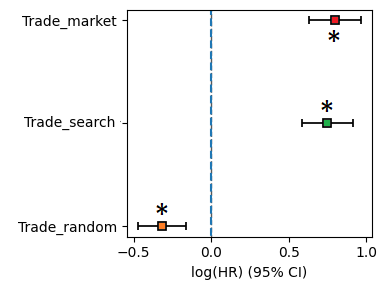 Trade_market
*
*
Trade_search
*
Trade_random
−0.5 0.0 0.5 1.0
log(HR) (95% CI)